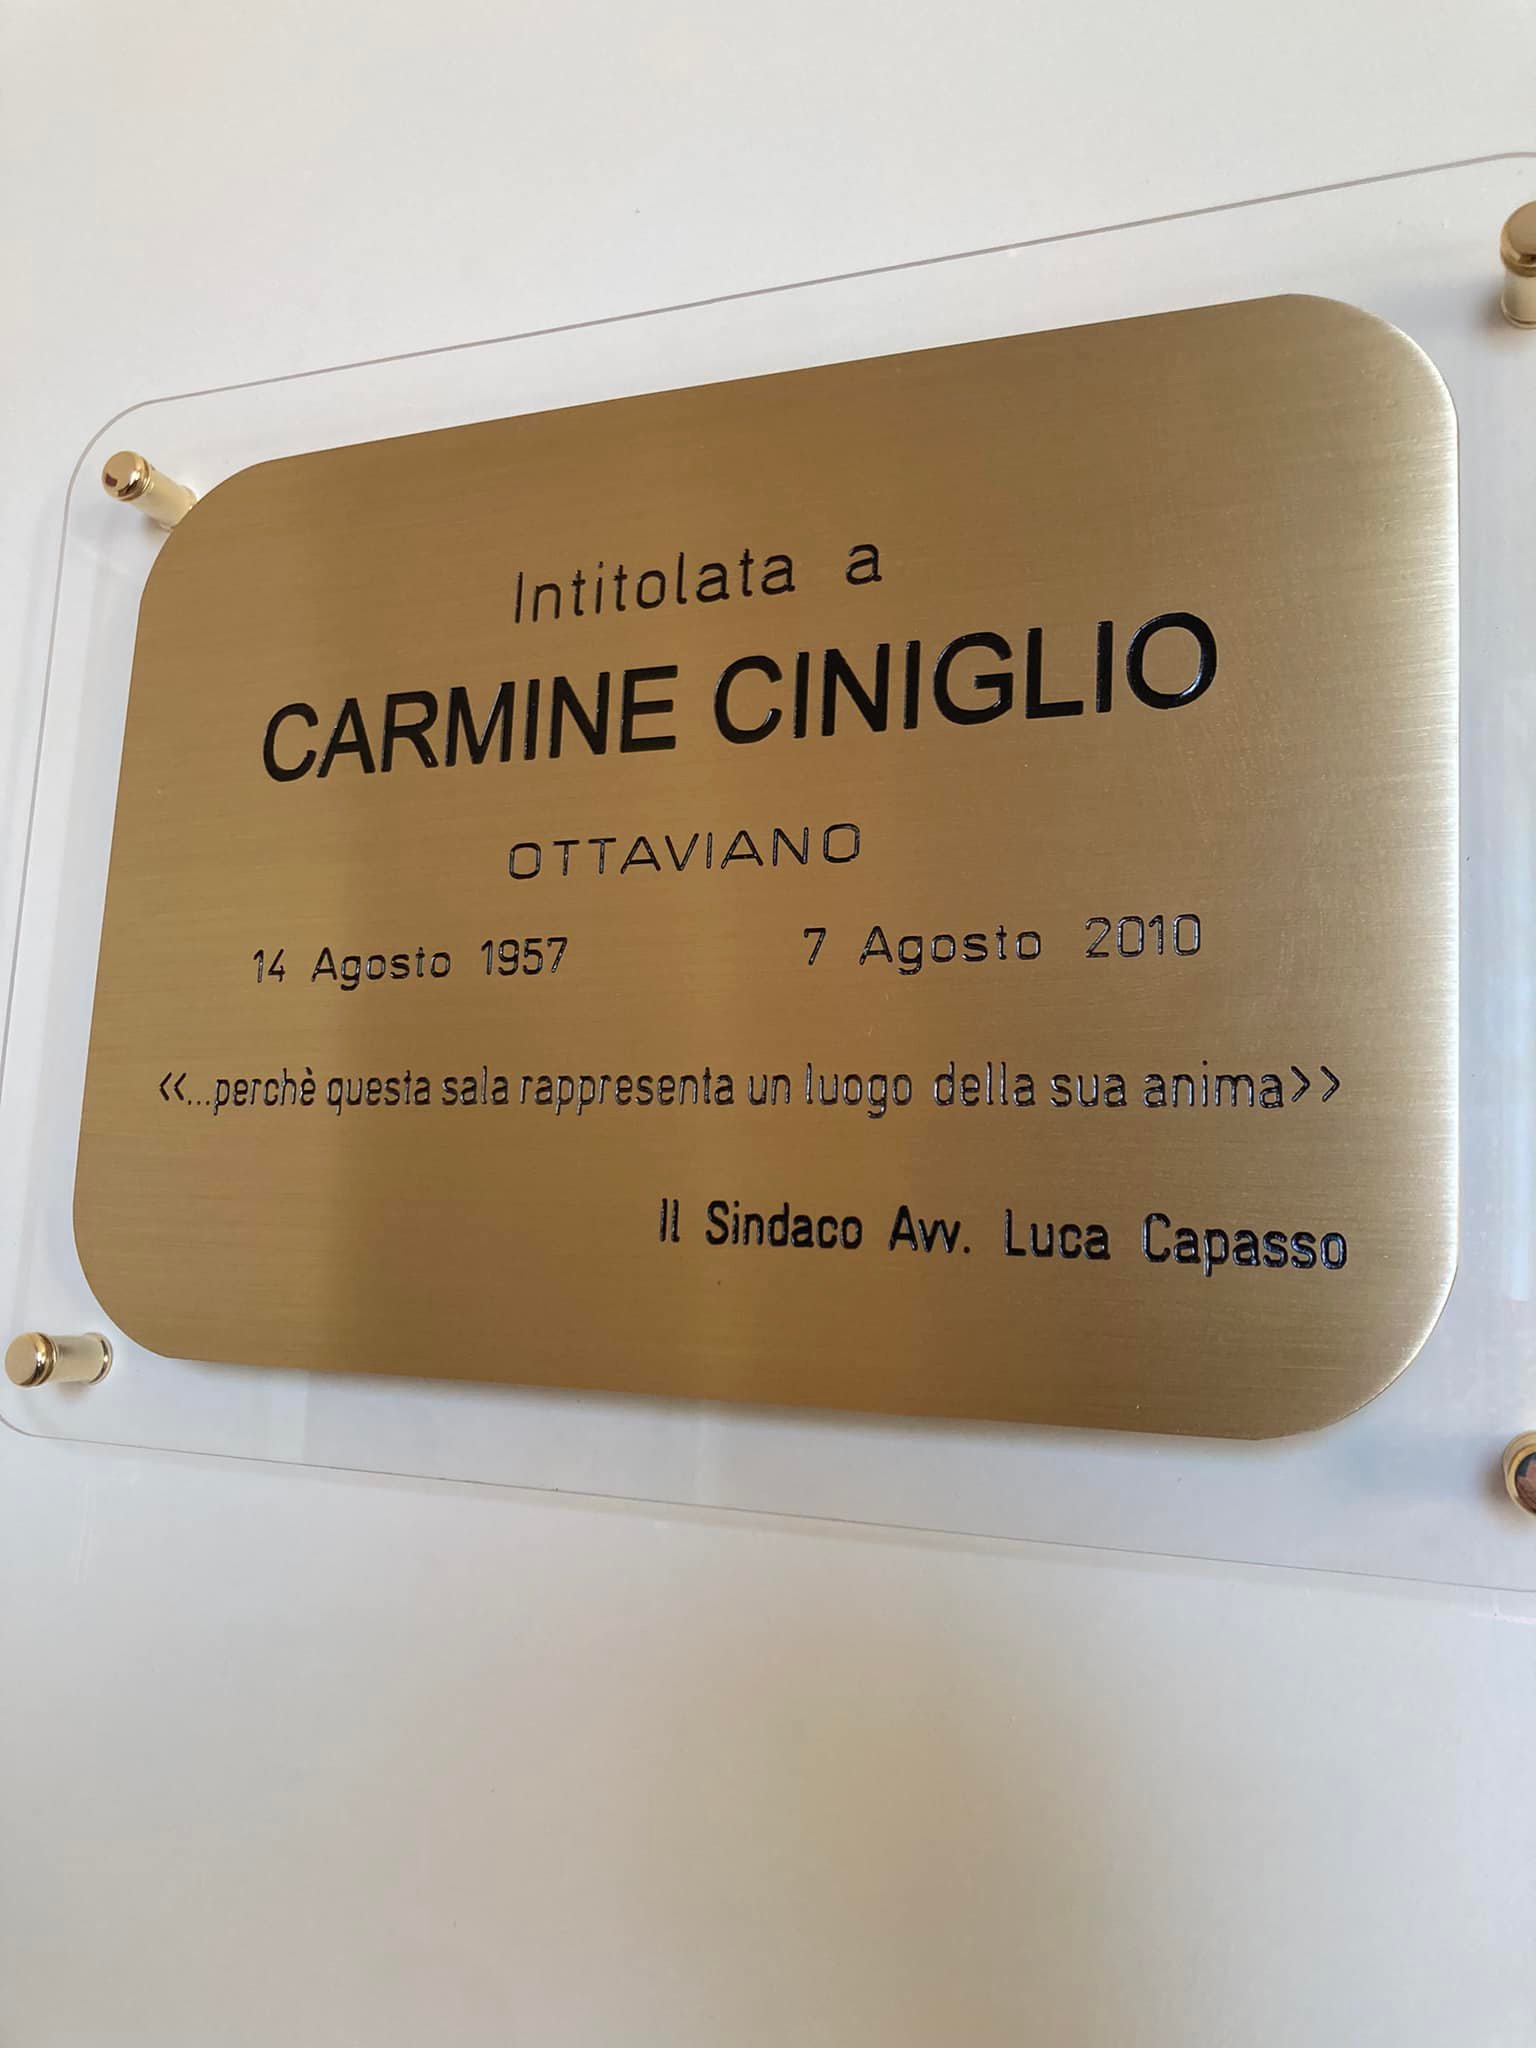 Intitolata a
CARMINE CINIGLIO
OTTAVIANO
14 Agosto 1957 7 Agosto 2010
<<...perchè questa sala rappresenta un luogo della sua anima>>
Il Sindaco Avv. Luca Capasso